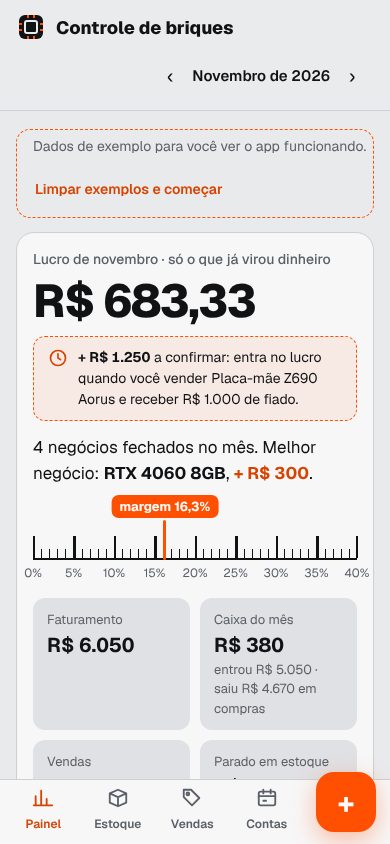 Controle de briques
‹ Novembro de 2026 ›
Dados de exemplo para você ver o app funcionando.
Limpar exemplos e começar
Lucro de novembro · só o que já virou dinheiro
R$ 683,33
+ R$ 1.250 a confirmar: entra no lucro
quando você vender Placa-mãe Z690
Aorus e receber R$ 1.000 de fiado.
4 negócios fechados no mês. Melhor
negócio: RTX 4060 8GB, + R$ 300.
margem 16,3%
0% 5% 10% 15% 20% 25% 30% 35% 40%
Faturamento
R$ 6.050
Caixa do mês
R$ 380
entrou R$ 5.050 ·
saiu R$ 4.670 em
compras
Vendas
Parado em estoque
Painel
Estoque
Vendas
Contas
+